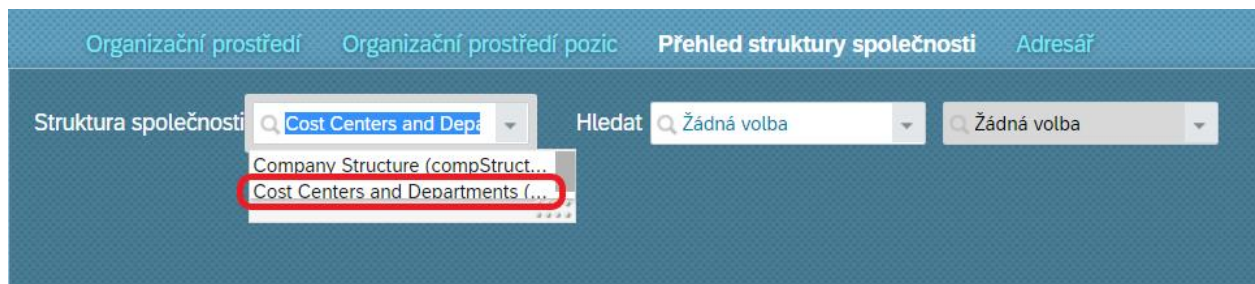 Organizační prostředí Organizační prostředí pozic Přehled struktury společnosti Adresář
Struktura společnosti Cost Centers and Depa Hledat Žádná volba Žádná volba
Company Structure (compStruct...
Cost Centers and Departments (...